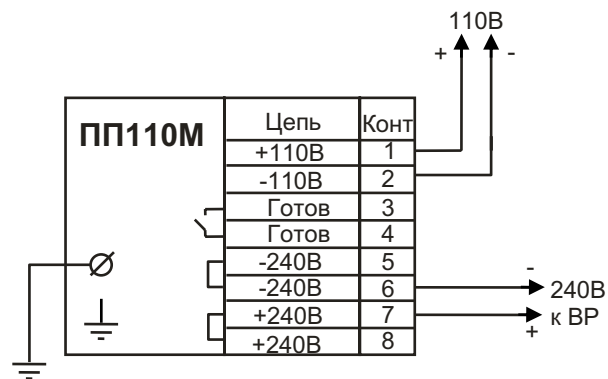 110В
+ -
ПП110М
Цепь Конт
+110В 1
-110В 2
Готов 3
Готов 4
-240В 5
-240В 6
+240В 7
+240В 8
-
240В
к ВР
+